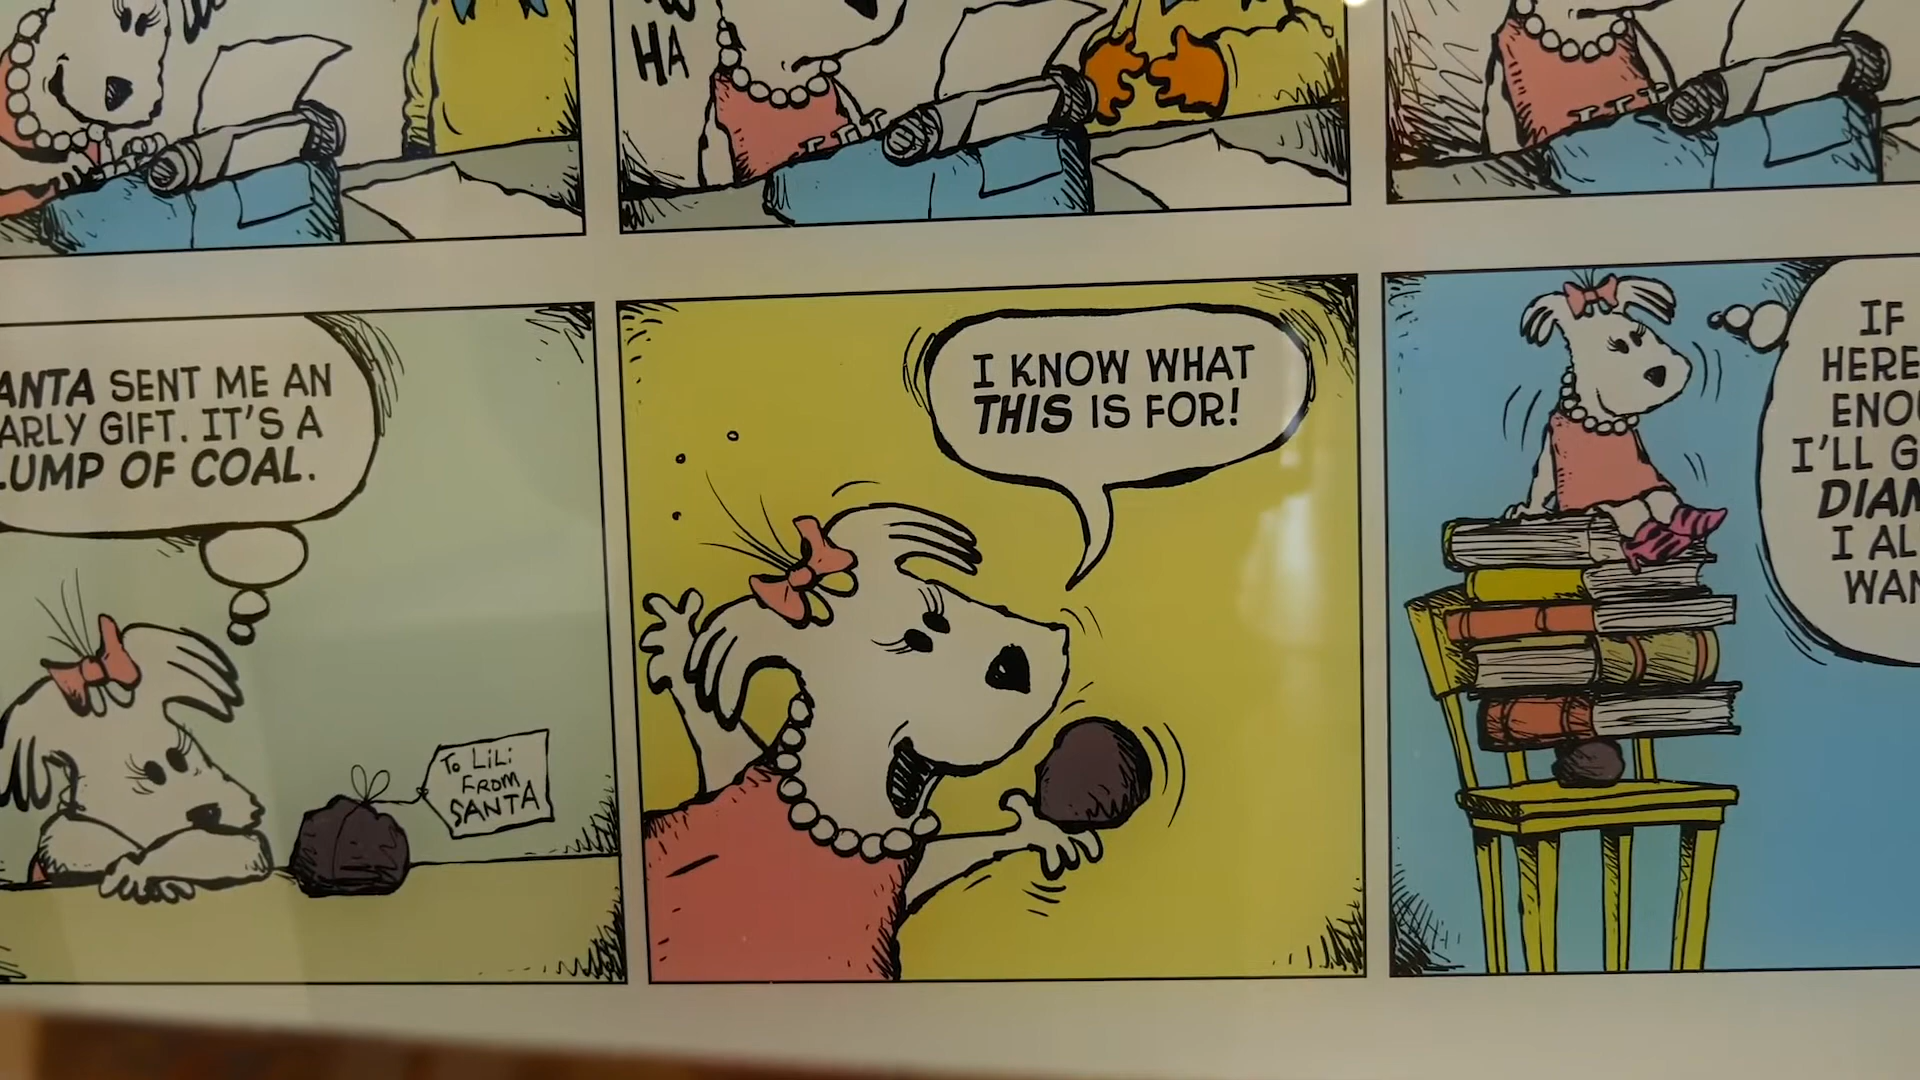 HA
SENT ME AN
GIFT. IT'S A
OF COAL.
TO LiLi
FROM
SANTA
I KNOW WHAT
THIS IS FOR!
IF
HERE
I'LL
I